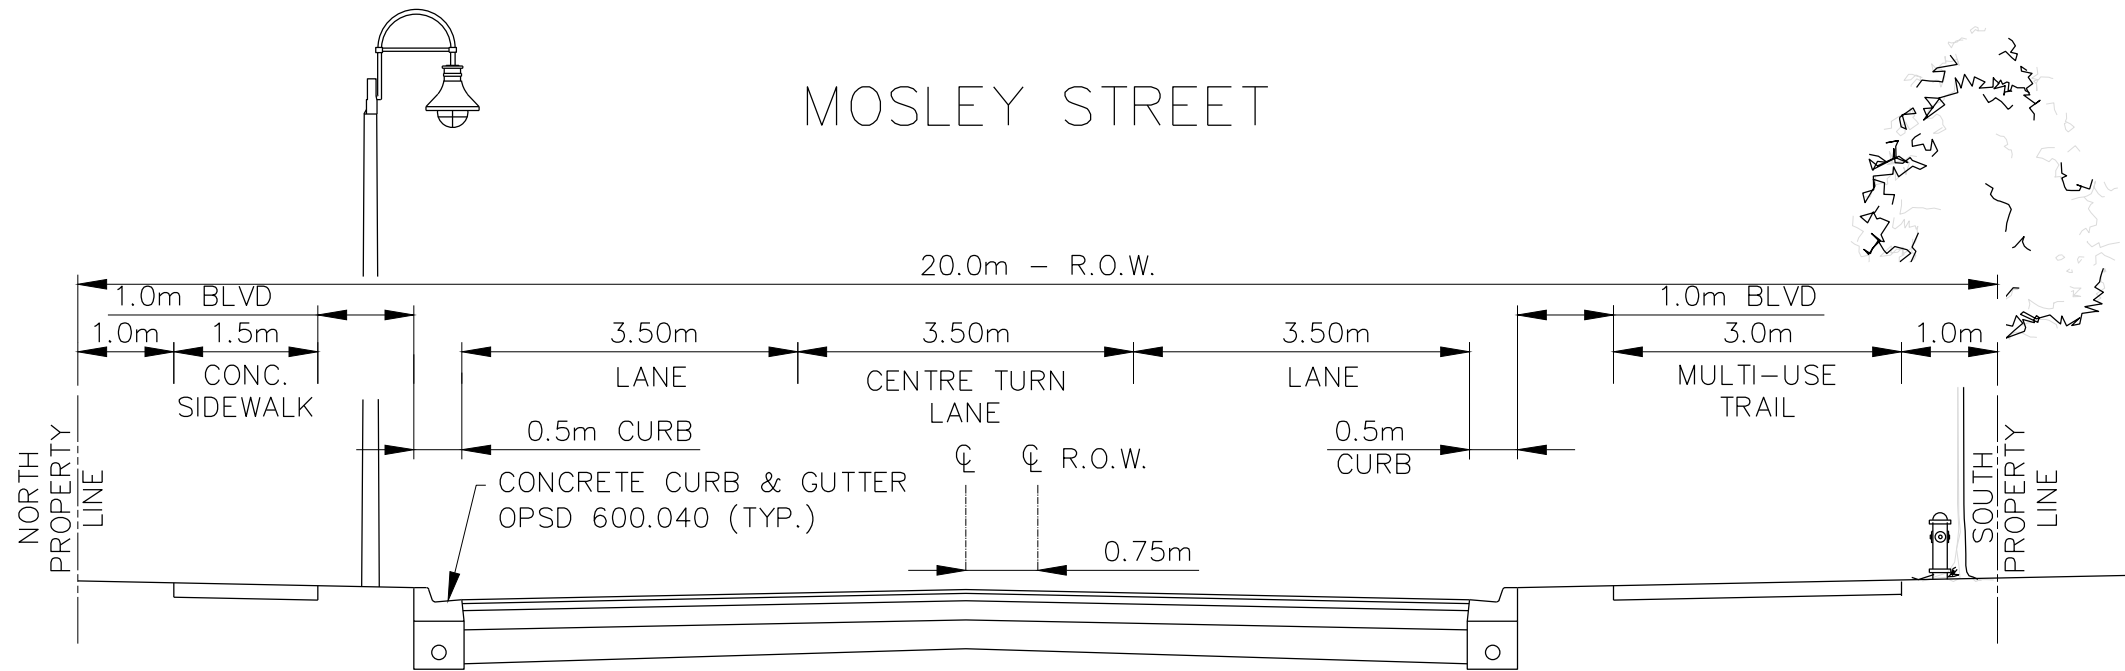 MOSLEY STREET
20.0m - R.O.W.
1.0m BLVD
1.0m BLVD
1.0m
1.5m
3.50m
3.50m
3.50m
3.0m
1.0m
CONC.
SIDEWALK
LANE
CENTRE TURN
LANE
LANE
MULTI-USE
TRAIL
0.5m CURB
0.5m
CURB
℄
℄ R.O.W.
CONCRETE CURB & GUTTER
OPSD 600.040 (TYP.)
0.75m
NORTH
PROPERTY
LINE
SOUTH
PROPERTY
LINE